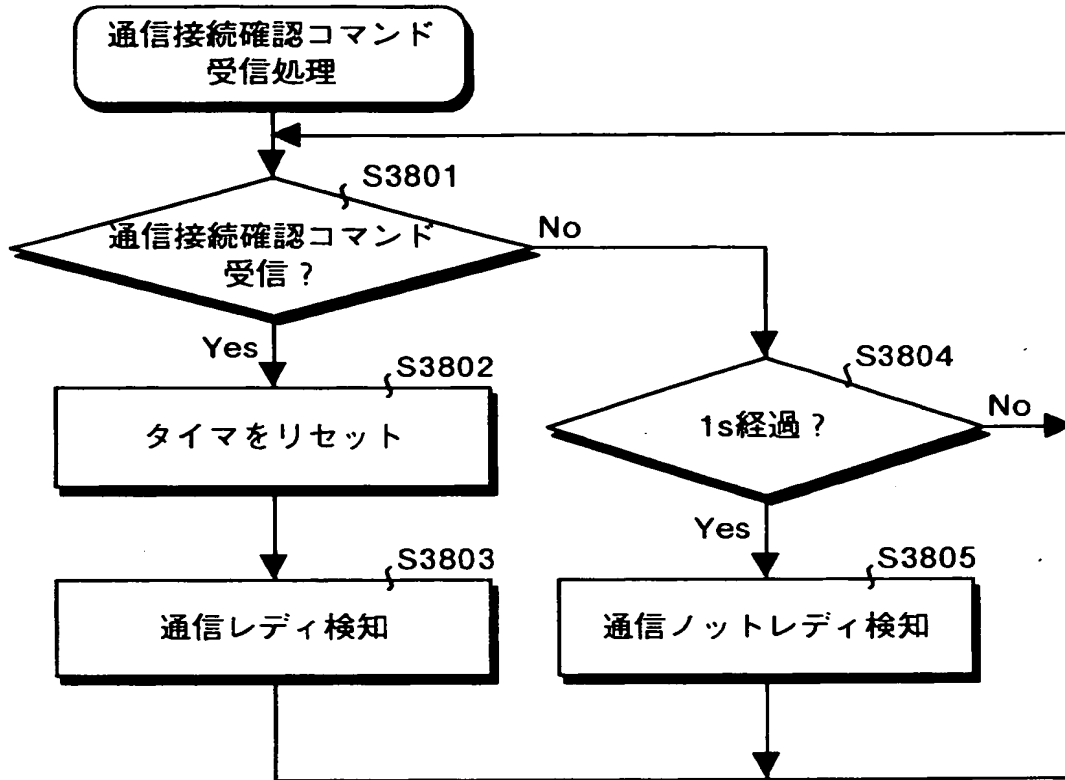 通信接続確認コマンド
受信処理
S3801
通信接続確認コマンド
受信？
No
Yes
S3802
タイマをリセット
S3804
1s経過？
No
Yes
S3803
通信レディ検知
S3805
通信ノットレディ検知